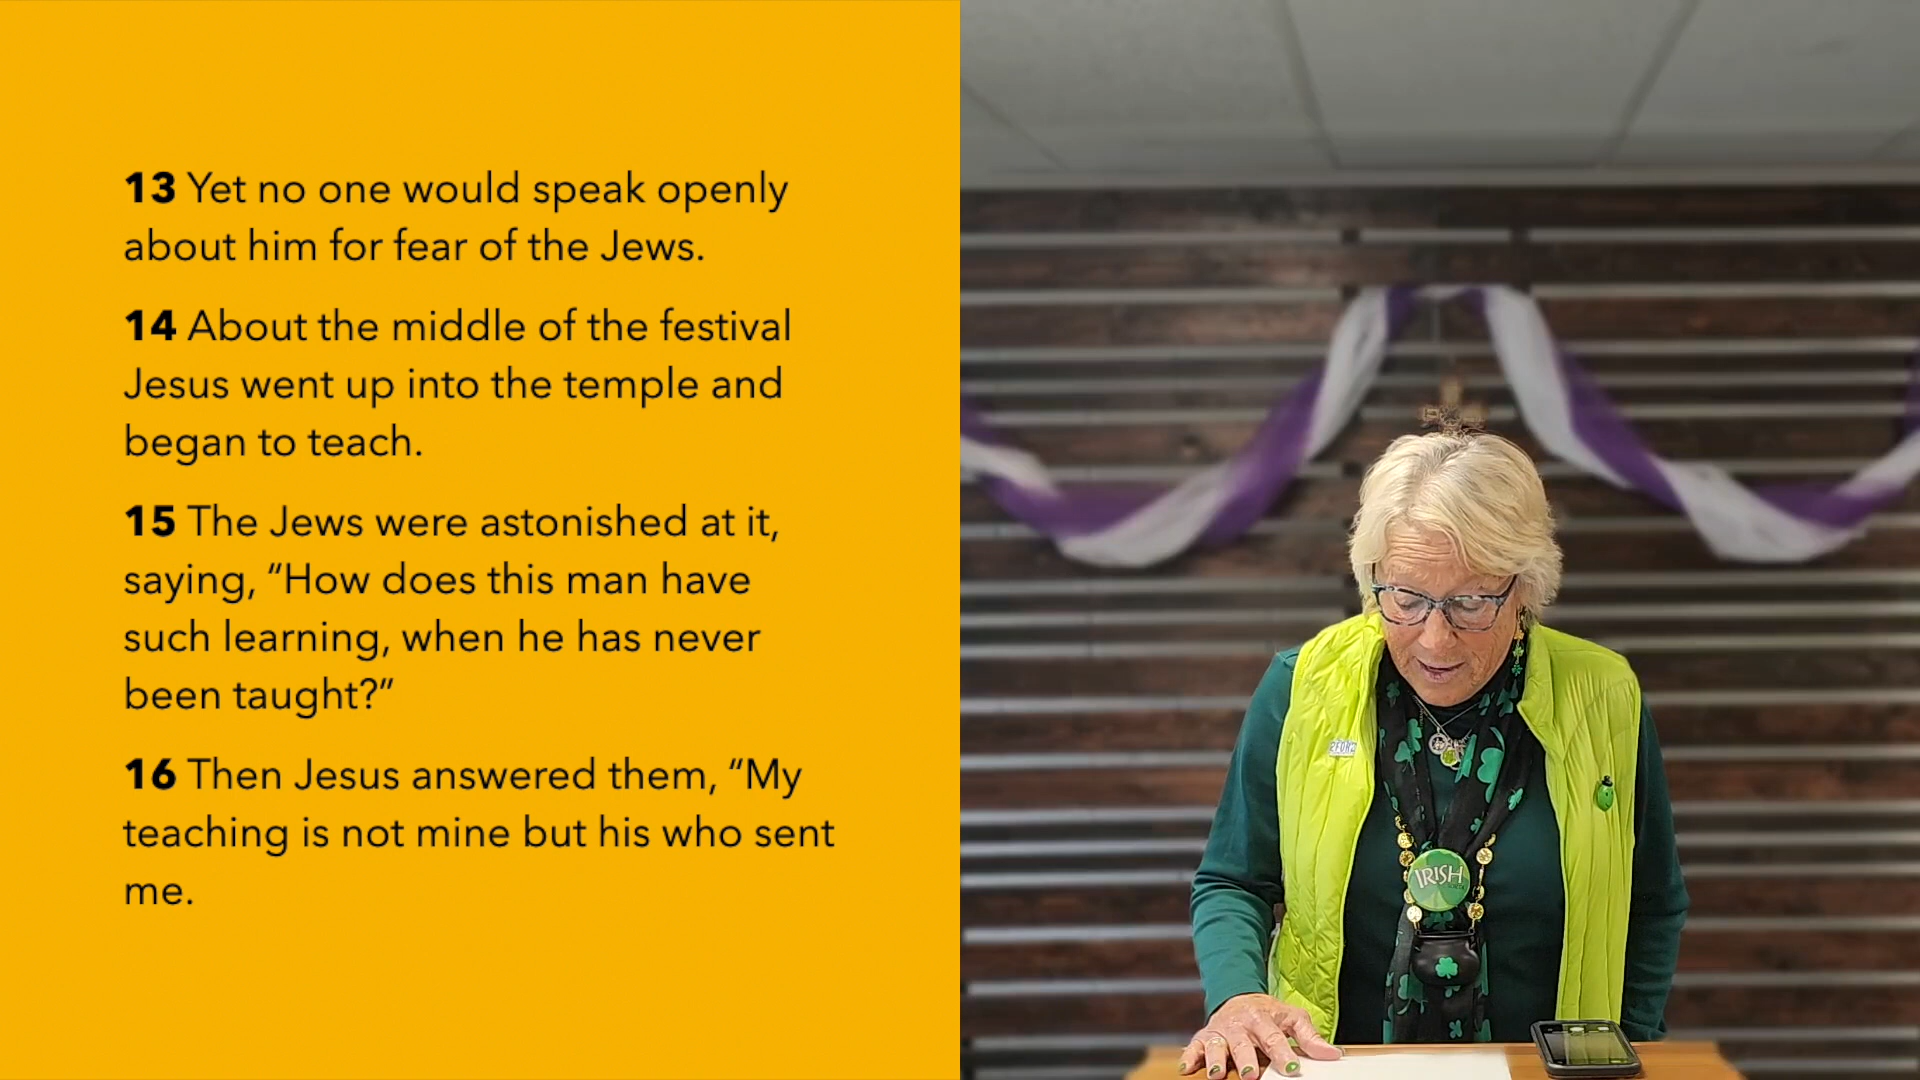 13 Yet no one would speak openly
about him for fear of the Jews.
14 About the middle of the festival
Jesus went up into the temple and
began to teach.
15 The Jews were astonished at it,
saying, “How does this man have
such learning, when he has never
been taught?”
16 Then Jesus answered them, “My
teaching is not mine but his who sent
me.
IRISH